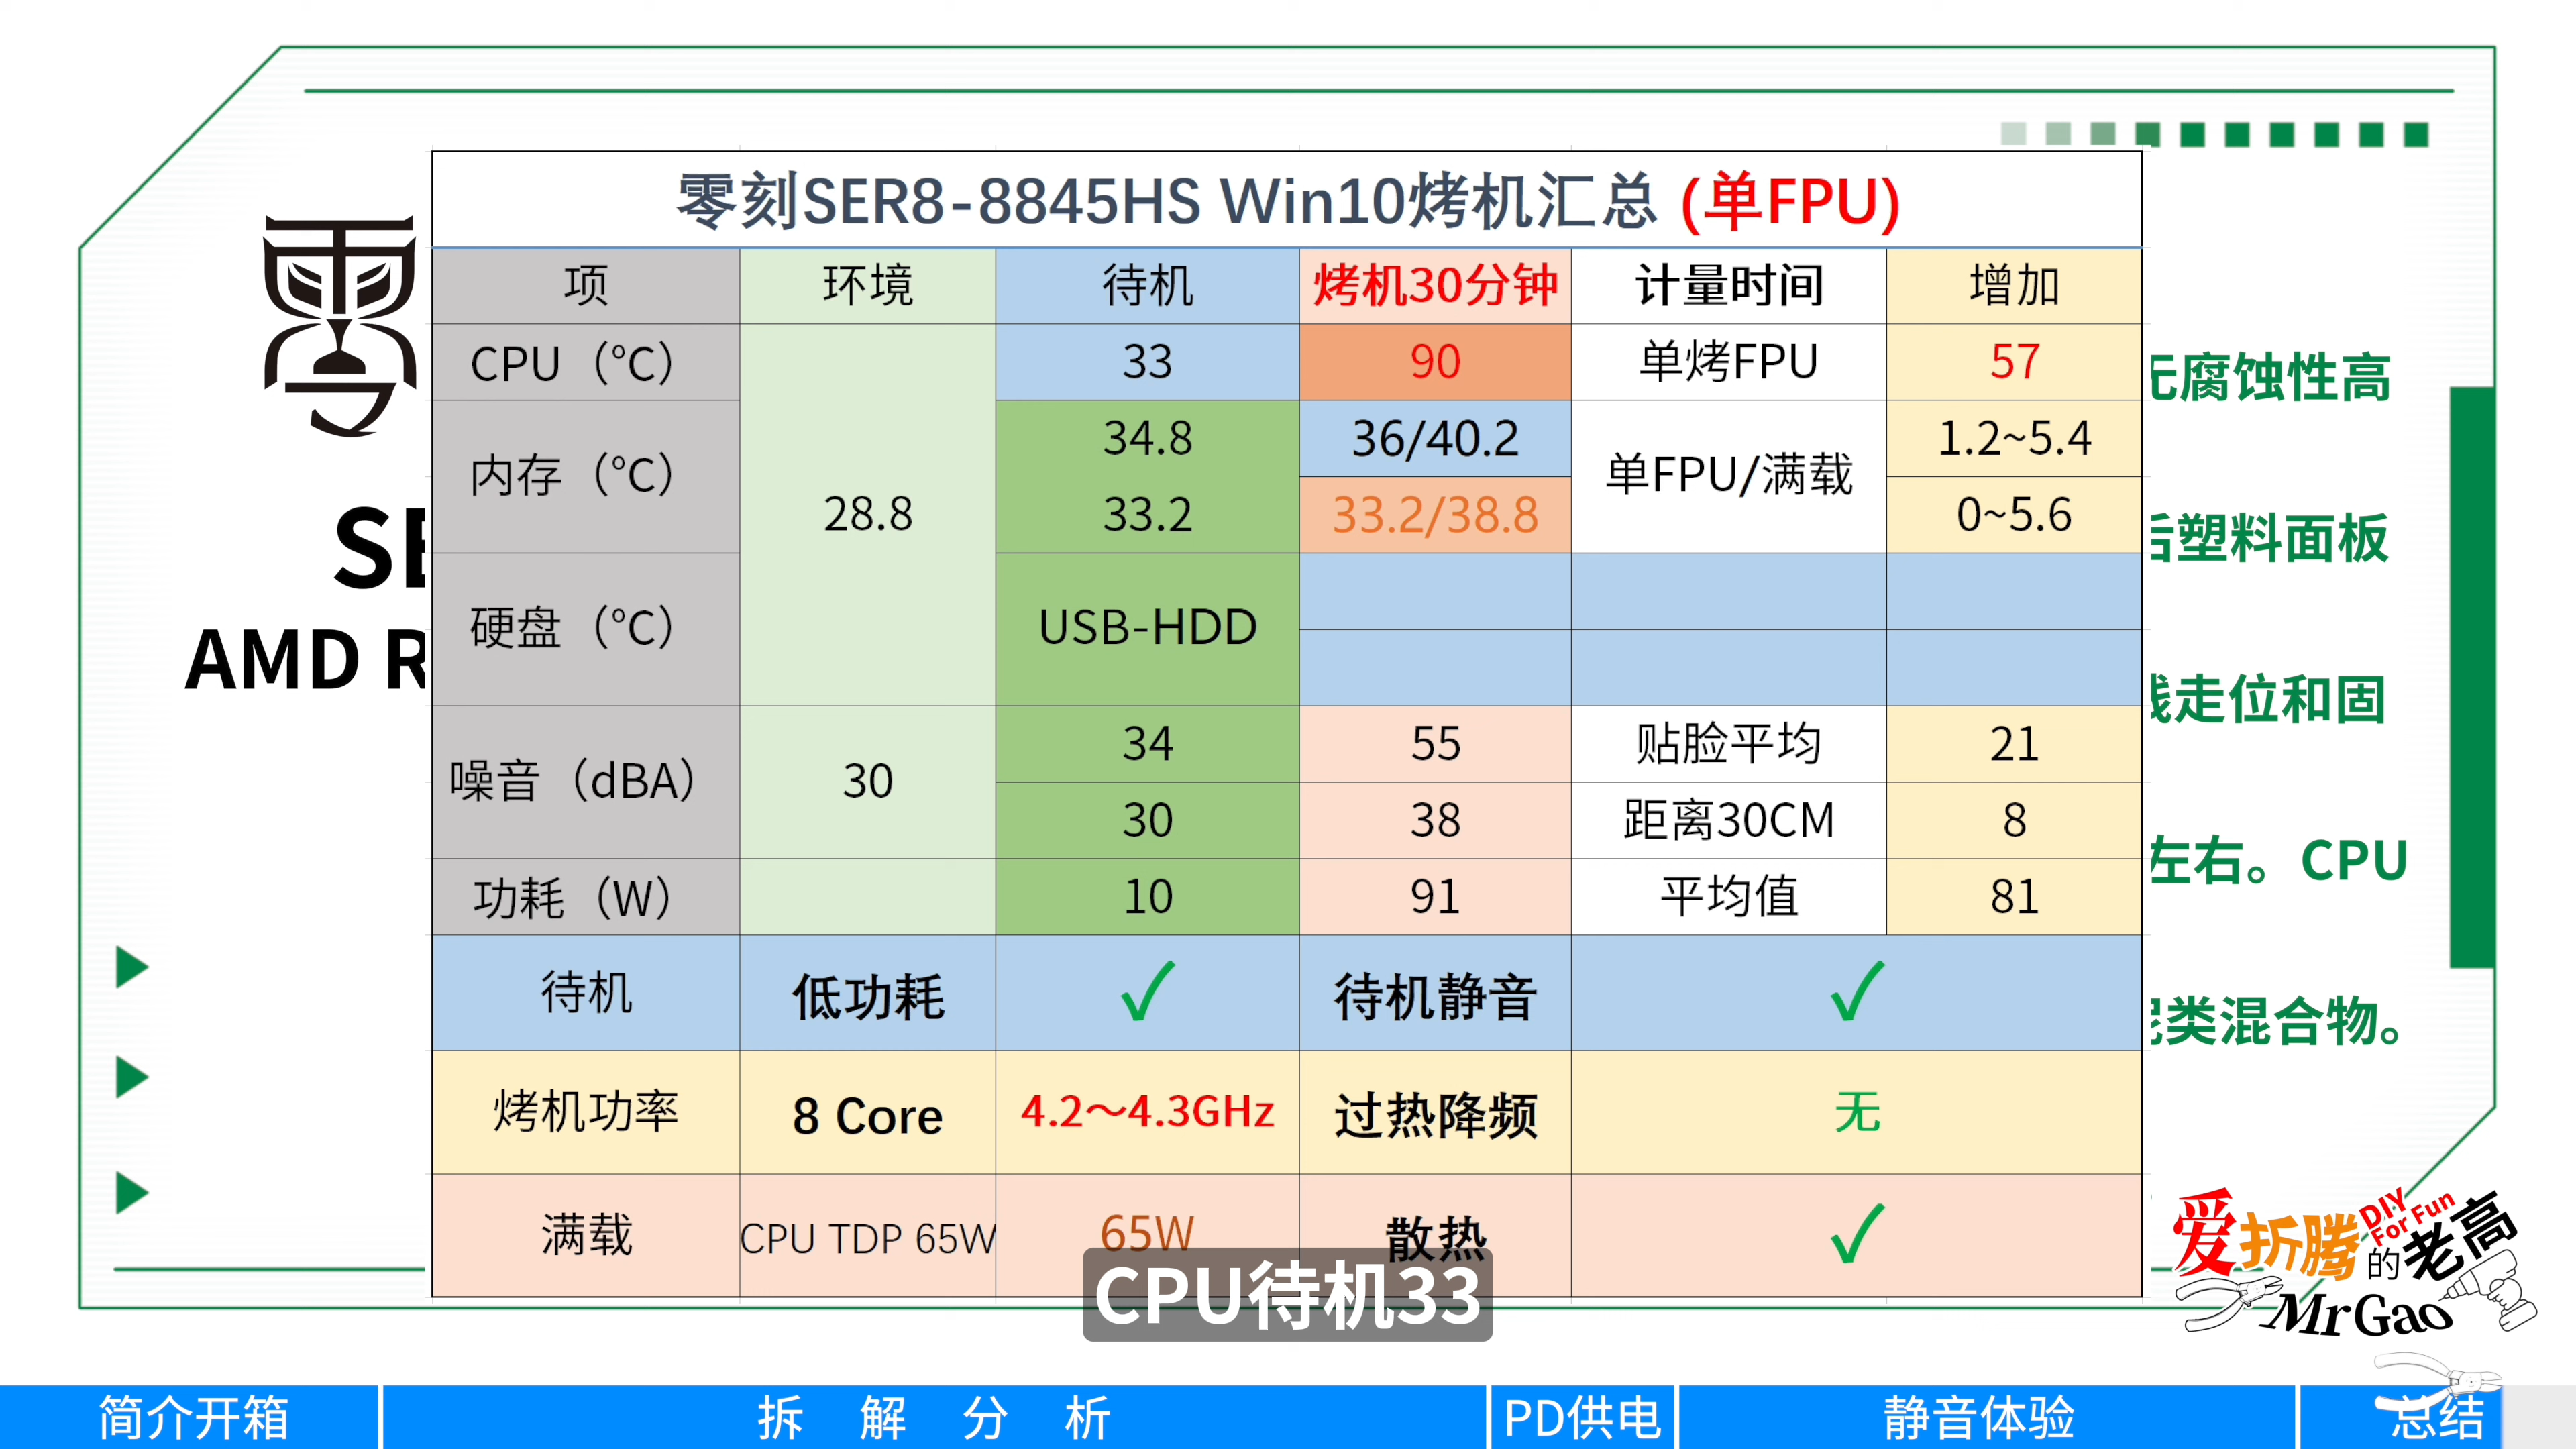 零刻SER8-8845HS Win10烤机汇总 (单FPU)
项 环境 待机 烤机30分钟 计量时间 增加
CPU（℃） 33 90 单烤FPU 57
内存（℃） 28.8 34.8 36/40.2 单FPU/满载 1.2~5.4
33.2 33.2/38.8 0~5.6
硬盘（℃） USB-HDD
噪音（dBA） 30 34 55 贴脸平均 21
30 38 距离30CM 8
功耗（W） 10 91 平均值 81
待机 低功耗 ✓ 待机静音 ✓
烤机功率 8 Core 4.2～4.3GHz 过热降频 无
满载 CPU TDP 65W 65W 散热 ✓
零
SE
AMD R
无腐蚀性高
后塑料面板
线走位和固
左右。CPU
泥类混合物。
CPU待机33
爱折腾的老高
DIY
For Fun
MrGao
简介开箱 拆解分析 PD供电 静音体验 总结